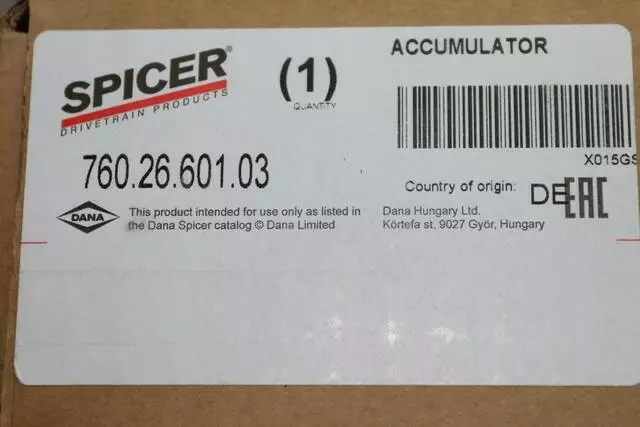 SPICER®
DRIVETRAIN PRODUCTS
(1)
QUANTITY
ACCUMULATOR
X015GS
760.26.601.03
Country of origin: DE
EAC
DANA
This product intended for use only as listed in
the Dana Spicer catalog © Dana Limited
Dana Hungary Ltd.
Körtefa st, 9027 Győr, Hungary